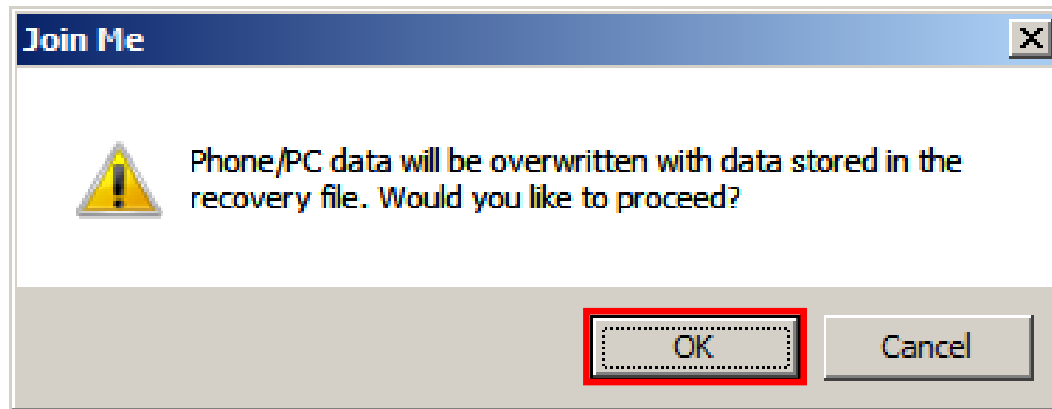 Join Me
Phone/PC data will be overwritten with data stored in the
recovery file. Would you like to proceed?
OK
Cancel